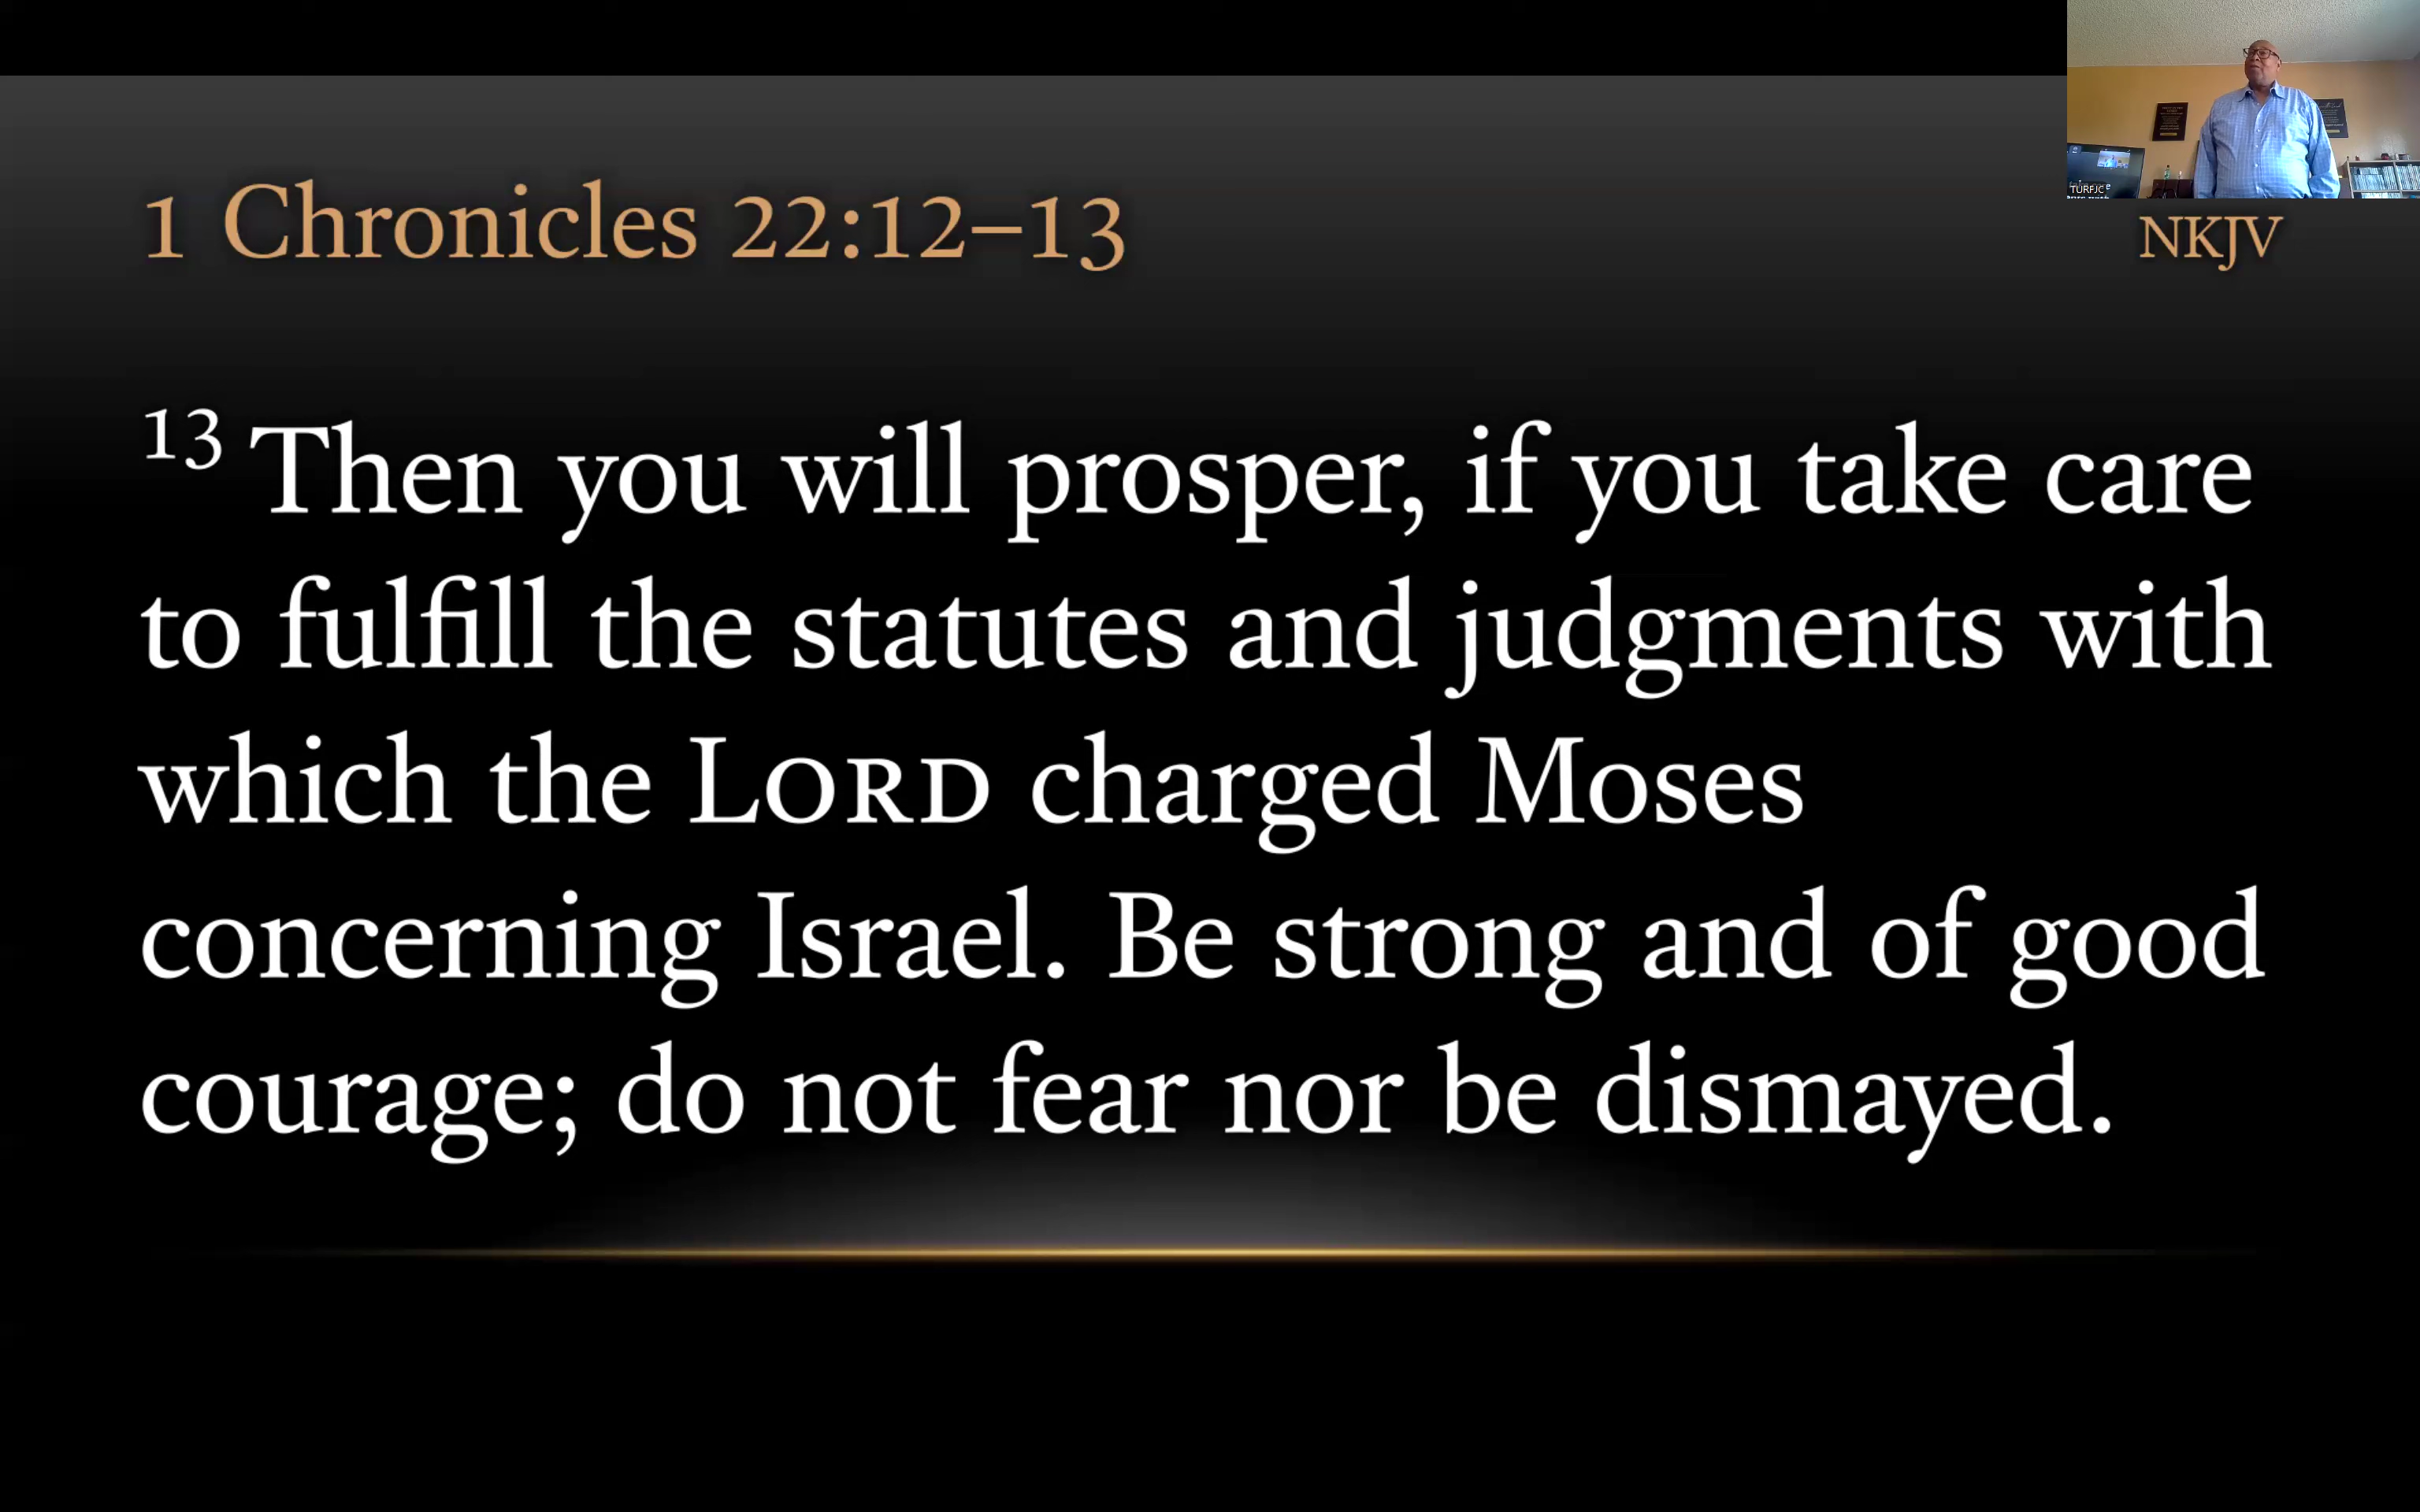 1 Chronicles 22:12–13
NKJV
13 Then you will prosper, if you take care
to fulfill the statutes and judgments with
which the LORD charged Moses
concerning Israel. Be strong and of good
courage; do not fear nor be dismayed.
TURFJC